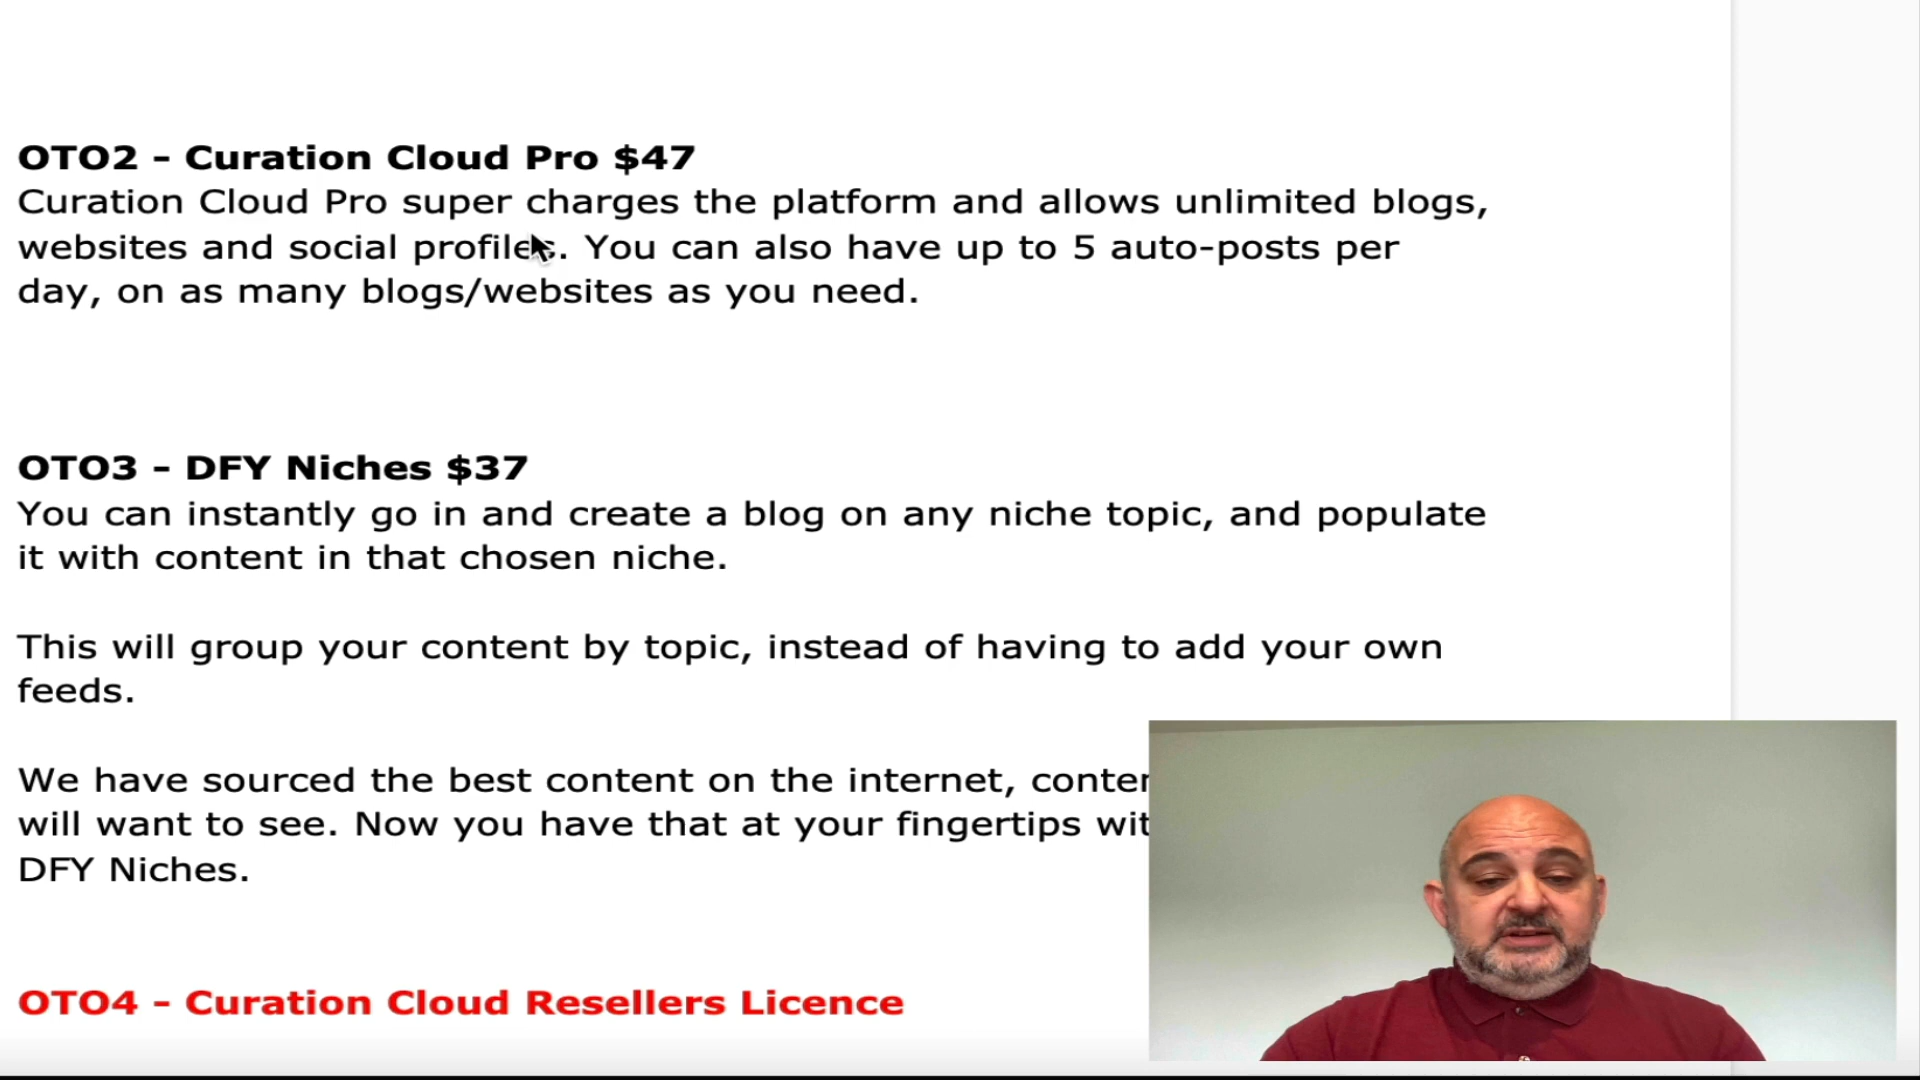 OTO2 - Curation Cloud Pro $47
Curation Cloud Pro super charges the platform and allows unlimited blogs,
websites and social profiles. You can also have up to 5 auto-posts per
day, on as many blogs/websites as you need.
OTO3 - DFY Niches $37
You can instantly go in and create a blog on any niche topic, and populate
it with content in that chosen niche.
This will group your content by topic, instead of having to add your own
feeds.
We have sourced the best content on the internet,
will want to see. Now you have that at your fingertips
DFY Niches.
OTO4 - Curation Cloud Resellers Licence